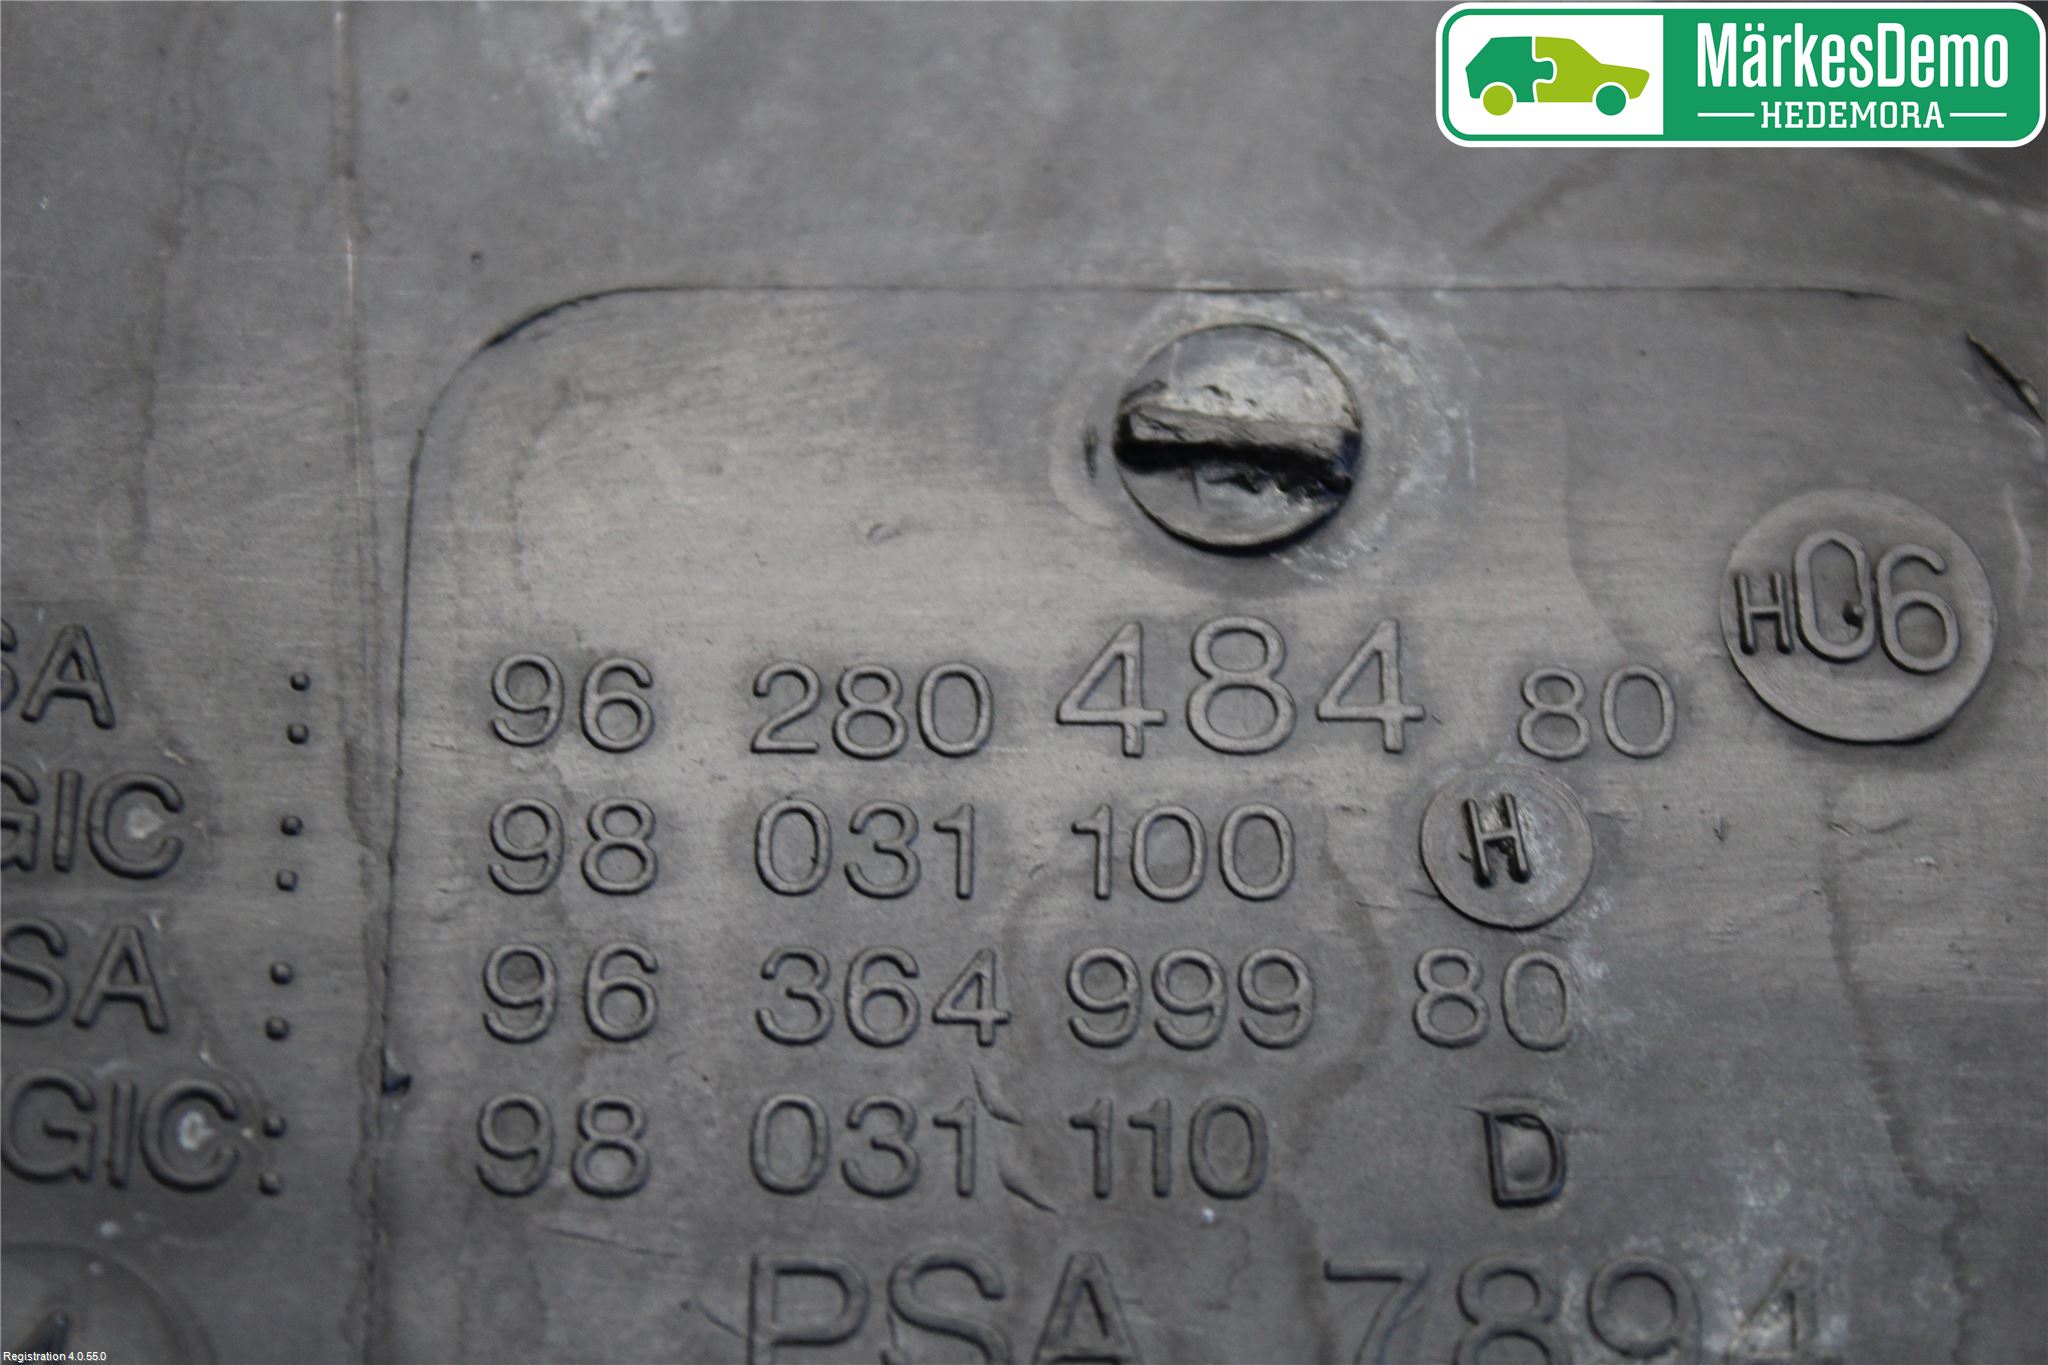 MärkesDemo
HEDEMORA
H06
SA : 96 280 484 80
GIC : 98 031 100 H
SA : 96 364 999 80
GIC : 98 031 110 D
PSA 7894
Registration 4.0.55.0